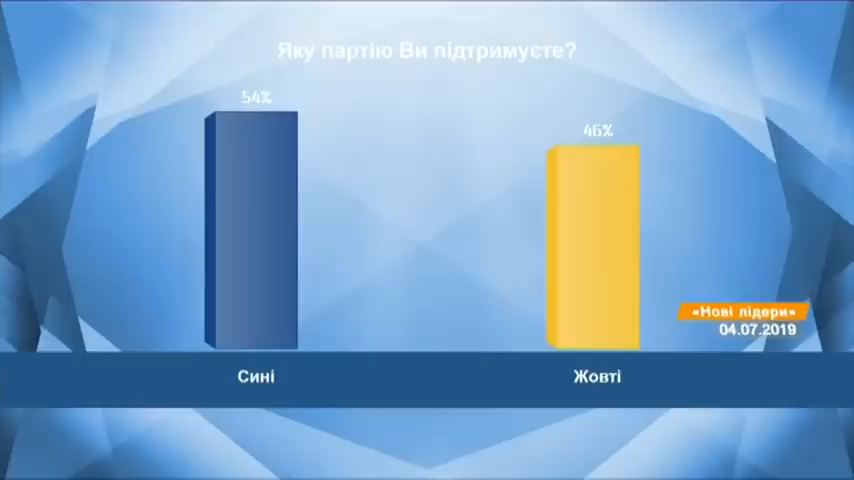 Яку партію Ви підтримуєте?
54%
46%
«Нові лідери»
04.07.2019
Сині
Жовті